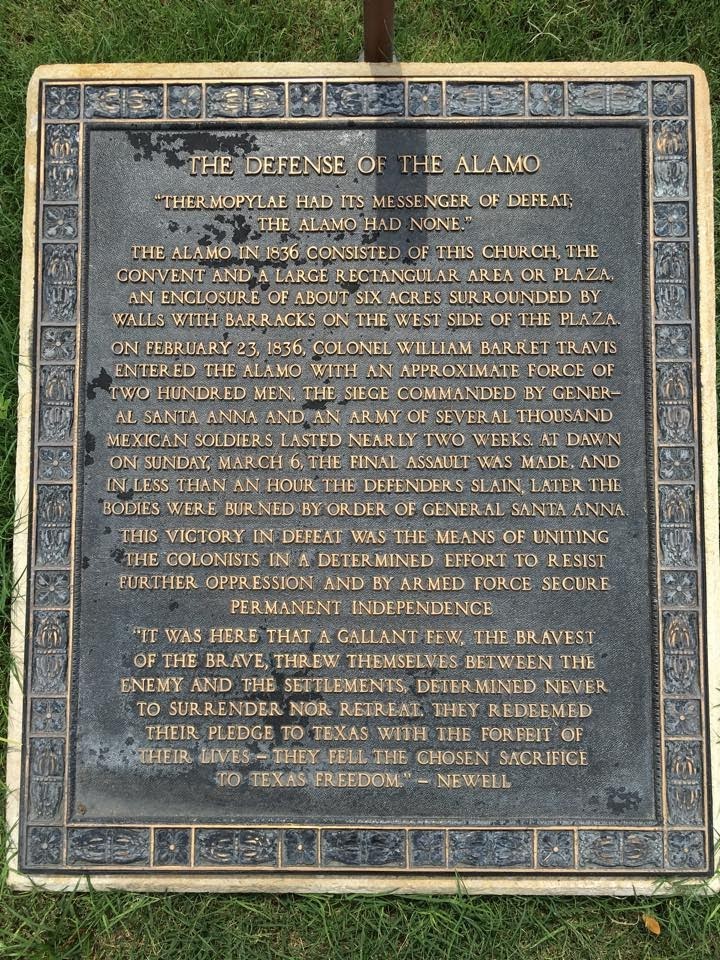 THE DEFENSE OF THE ALAMO
"THERMOPYLAE HAD ITS MESSENGER OF DEFEAT;
THE ALAMO HAD NONE."
THE ALAMO IN 1836 CONSISTED OF THIS CHURCH, THE
CONVENT AND A LARGE RECTANGULAR AREA OR PLAZA,
AN ENCLOSURE OF ABOUT SIX ACRES SURROUNDED BY
WALLS WITH BARRACKS ON THE WEST SIDE OF THE PLAZA.
ON FEBRUARY 23, 1836, COLONEL WILLIAM BARRET TRAVIS
ENTERED THE ALAMO WITH AN APPROXIMATE FORCE OF
TWO HUNDRED MEN, THE SIEGE COMMANDED BY GENER-
AL SANTA ANNA AND AN ARMY OF SEVERAL THOUSAND
MEXICAN SOLDIERS LASTED NEARLY TWO WEEKS. AT DAWN
ON SUNDAY, MARCH 6, THE FINAL ASSAULT WAS MADE, AND
IN LESS THAN AN HOUR THE DEFENDERS SLAIN, LATER THE
BODIES WERE BURNED BY ORDER OF GENERAL SANTA ANNA.
THIS VICTORY IN DEFEAT WAS THE MEANS OF UNITING
THE COLONISTS IN A DETERMINED EFFORT TO RESIST
FURTHER OPPRESSION AND BY ARMED FORCE SECURE
PERMANENT INDEPENDENCE
"IT WAS HERE THAT A GALLANT FEW, THE BRAVEST
OF THE BRAVE, THREW THEMSELVES BETWEEN THE
ENEMY AND THE SETTLEMENTS, DETERMINED NEVER
TO SURRENDER NOR RETREAT. THEY REDEEMED
THEIR PLEDGE TO TEXAS WITH THE FORFEIT OF
THEIR LIVES – THEY FELL THE CHOSEN SACRIFICE
TO TEXAS FREEDOM." – NEWELL